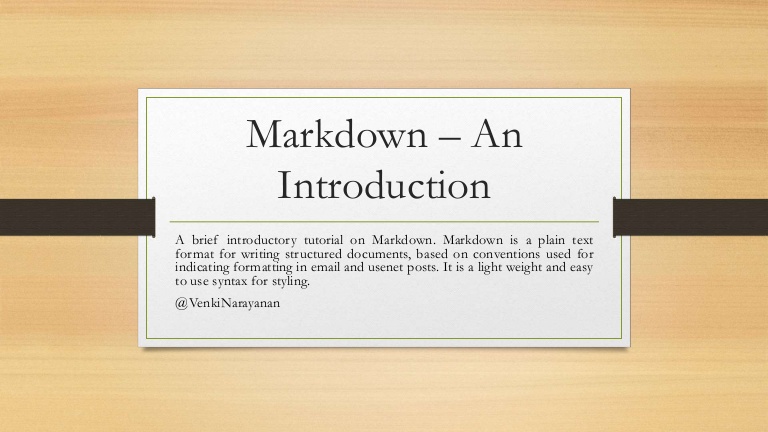 Markdown – An
Introduction
A brief introductory tutorial on Markdown. Markdown is a plain text
format for writing structured documents, based on conventions used for
indicating formatting in email and usenet posts. It is a light weight and easy
to use syntax for styling.
@VenkiNarayanan